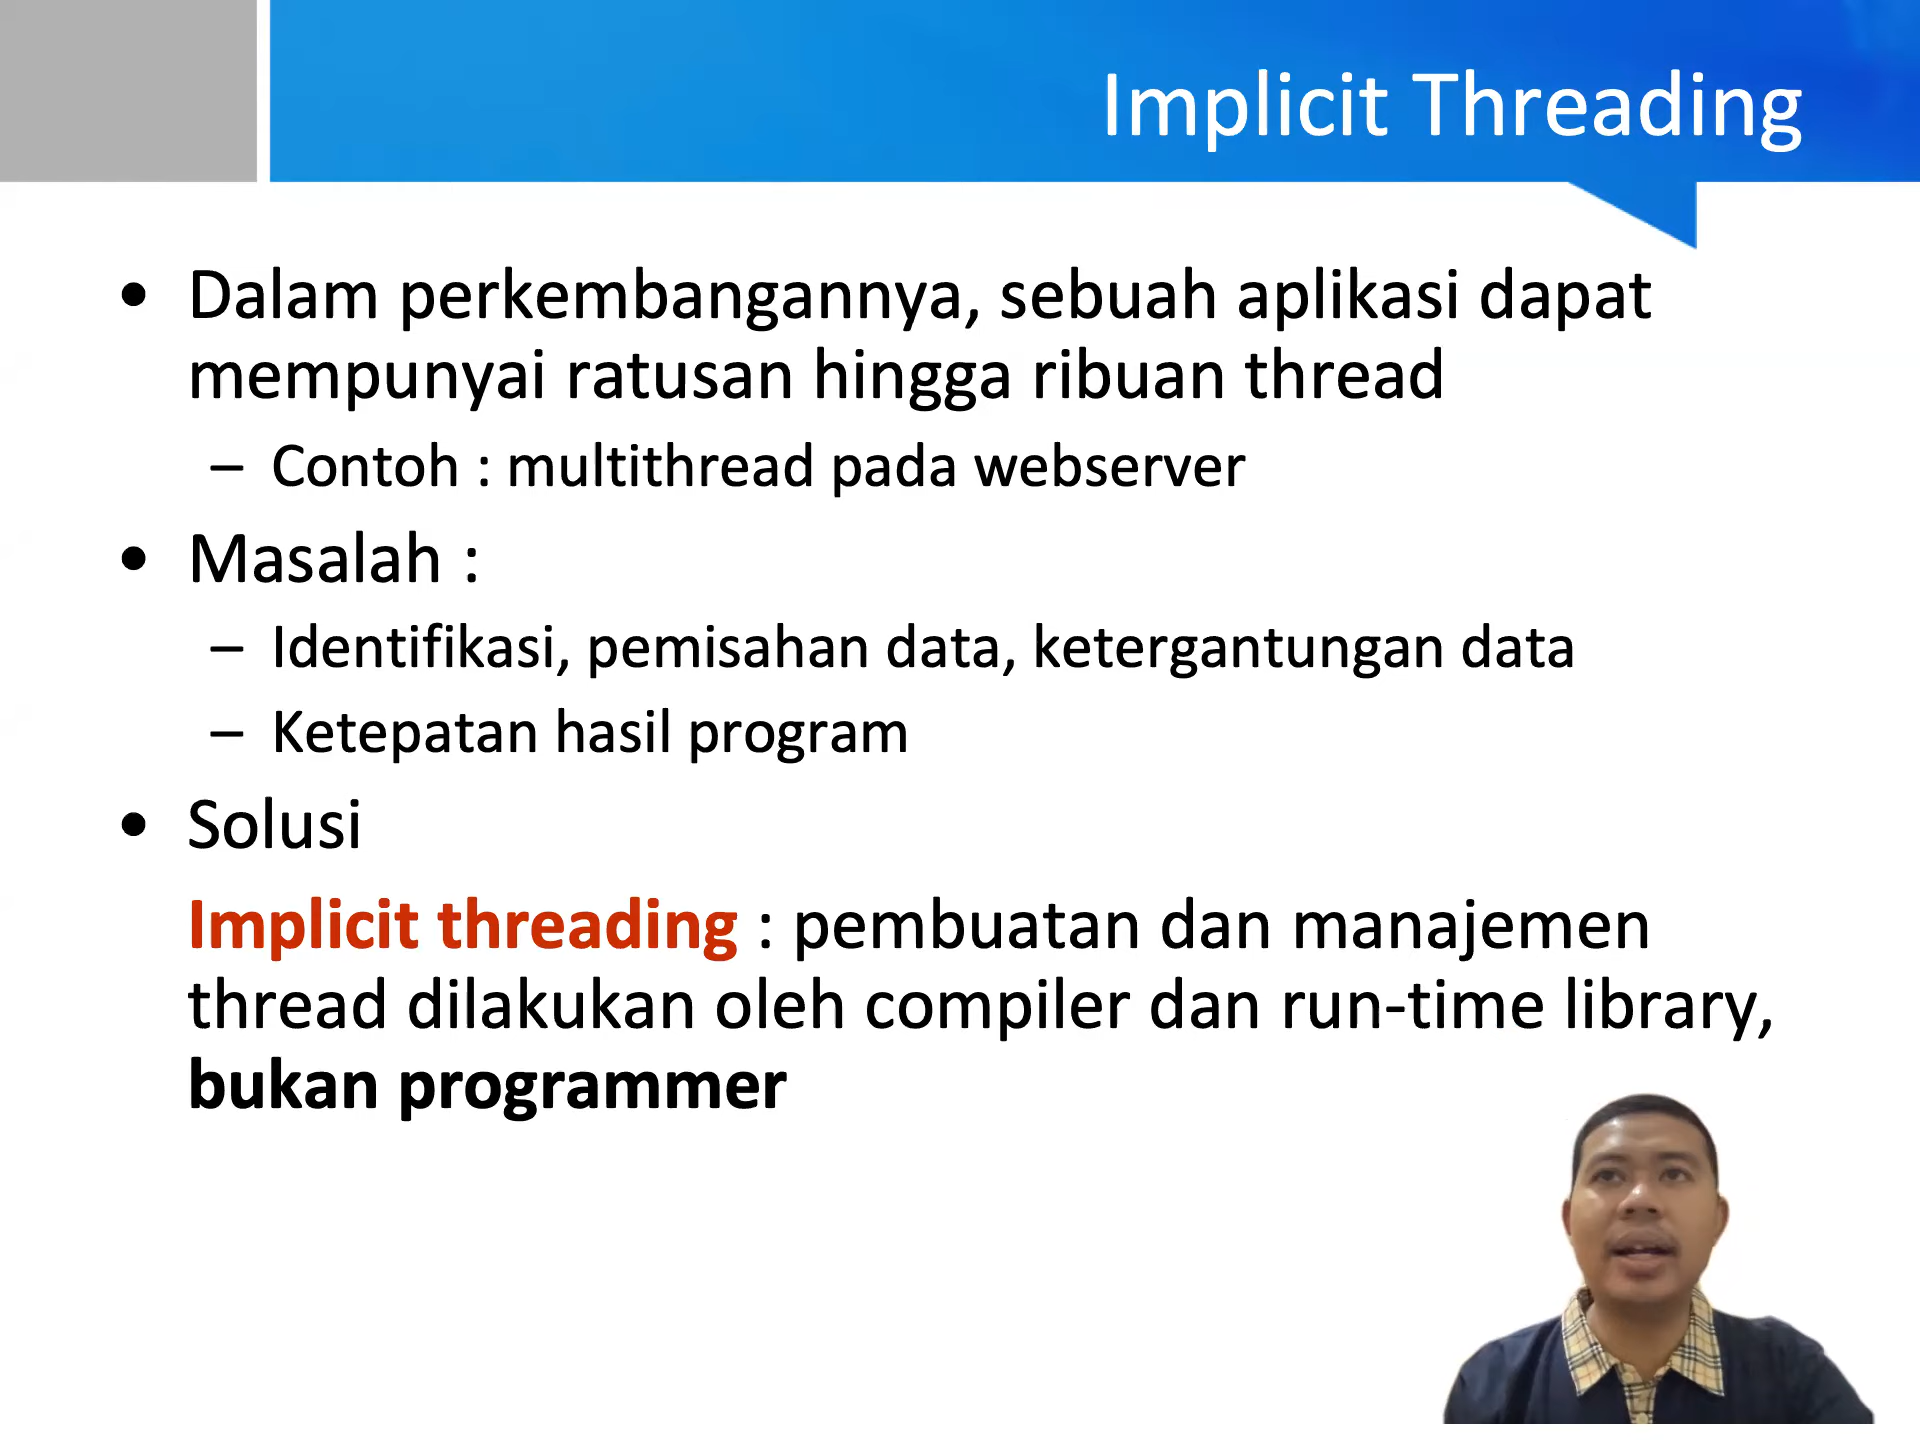 Implicit Threading
• Dalam perkembangannya, sebuah aplikasi dapat
mempunyai ratusan hingga ribuan thread
– Contoh : multithread pada webserver
• Masalah :
– Identifikasi, pemisahan data, ketergantungan data
– Ketepatan hasil program
• Solusi
Implicit threading : pembuatan dan manajemen
thread dilakukan oleh compiler dan run-time library,
bukan programmer